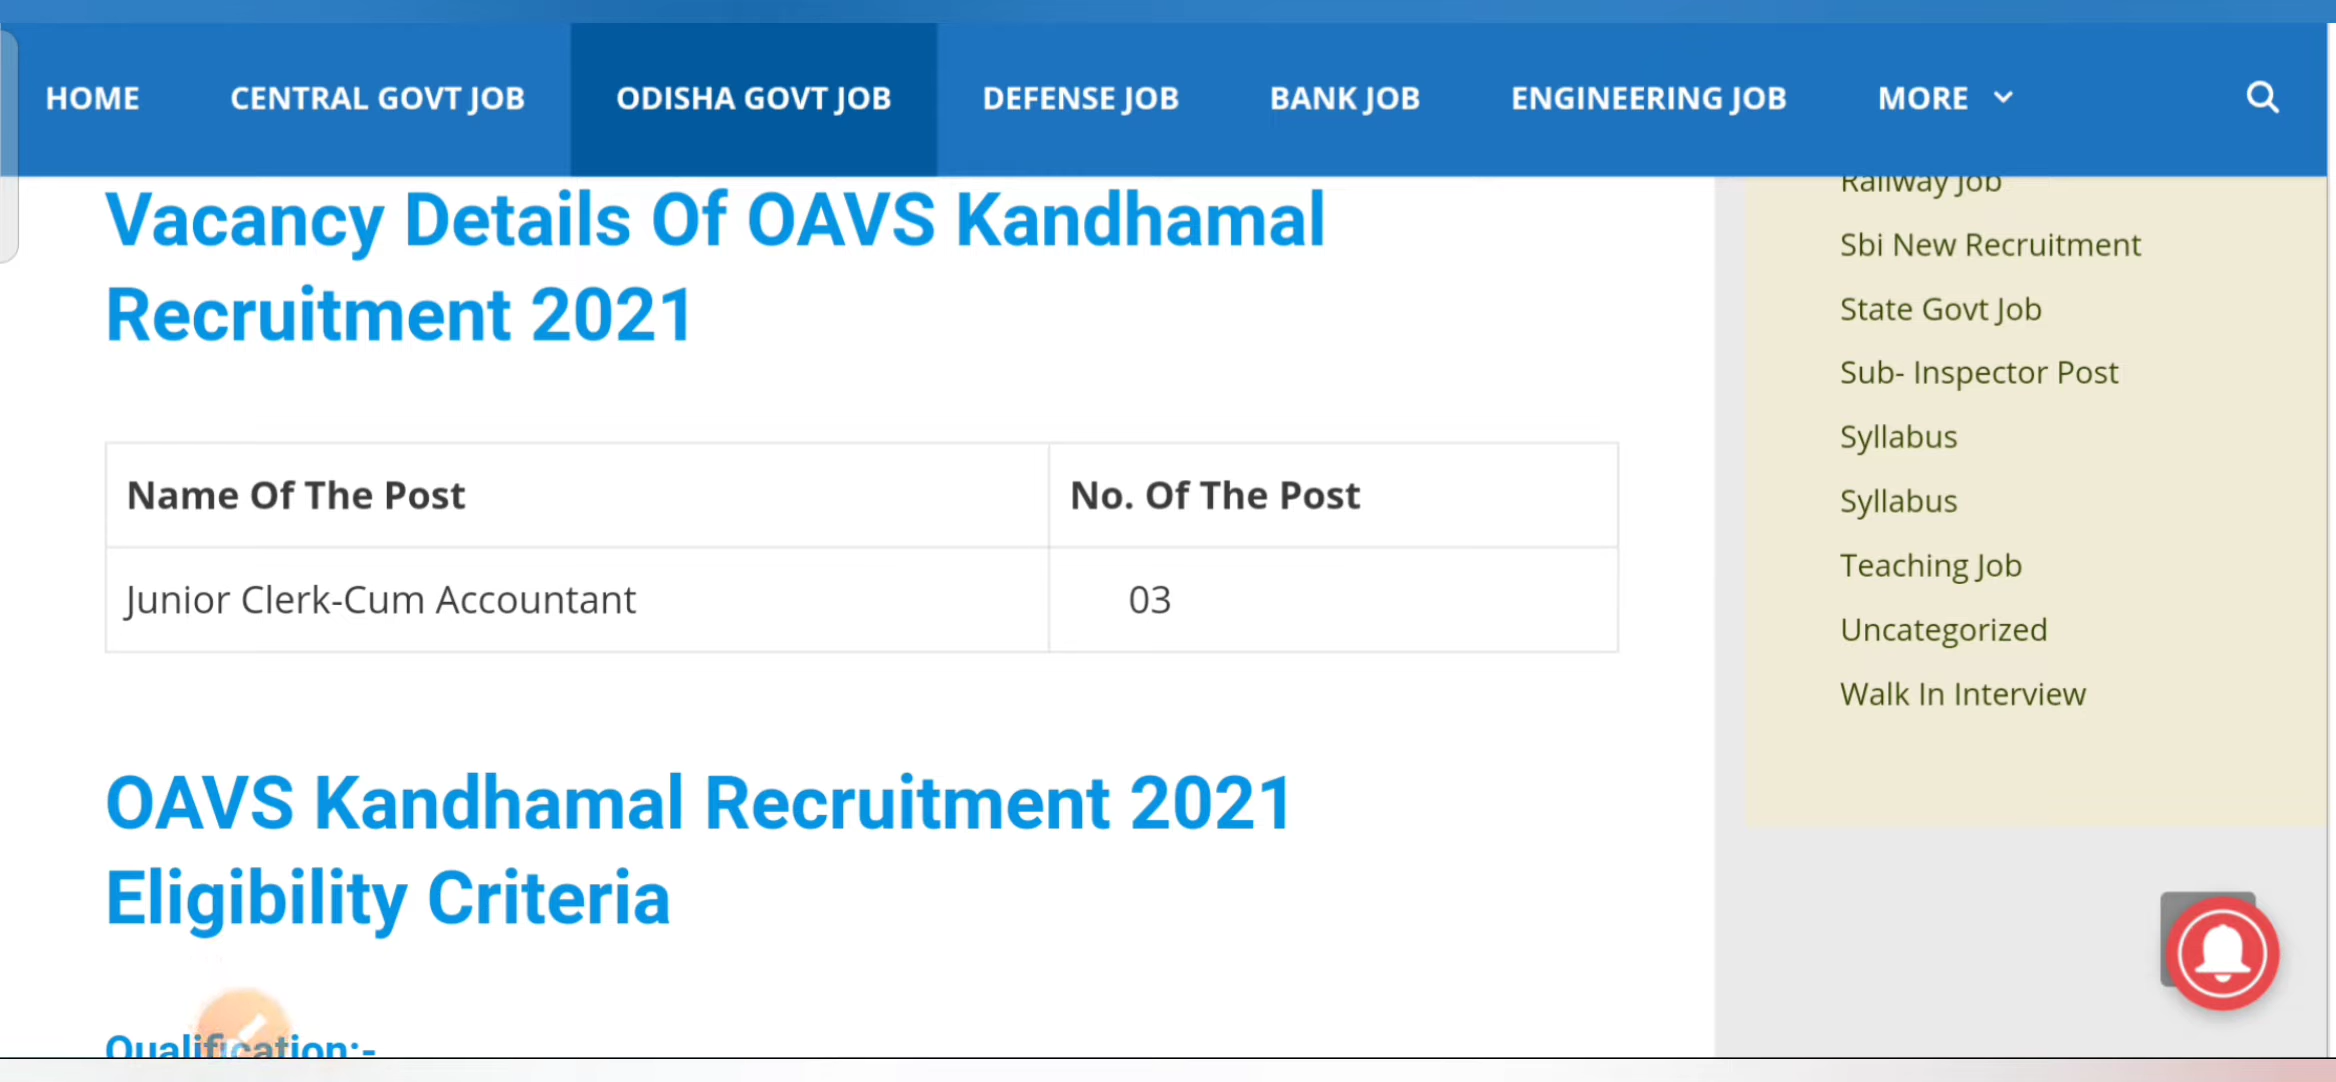 HOME CENTRAL GOVT JOB ODISHA GOVT JOB DEFENSE JOB BANK JOB ENGINEERING JOB MORE
Vacancy Details Of OAVS Kandhamal
Recruitment 2021
Name Of The Post No. Of The Post
Junior Clerk-Cum Accountant 03
OAVS Kandhamal Recruitment 2021
Eligibility Criteria
Qualification:-
Railway Job
Sbi New Recruitment
State Govt Job
Sub- Inspector Post
Syllabus
Syllabus
Teaching Job
Uncategorized
Walk In Interview